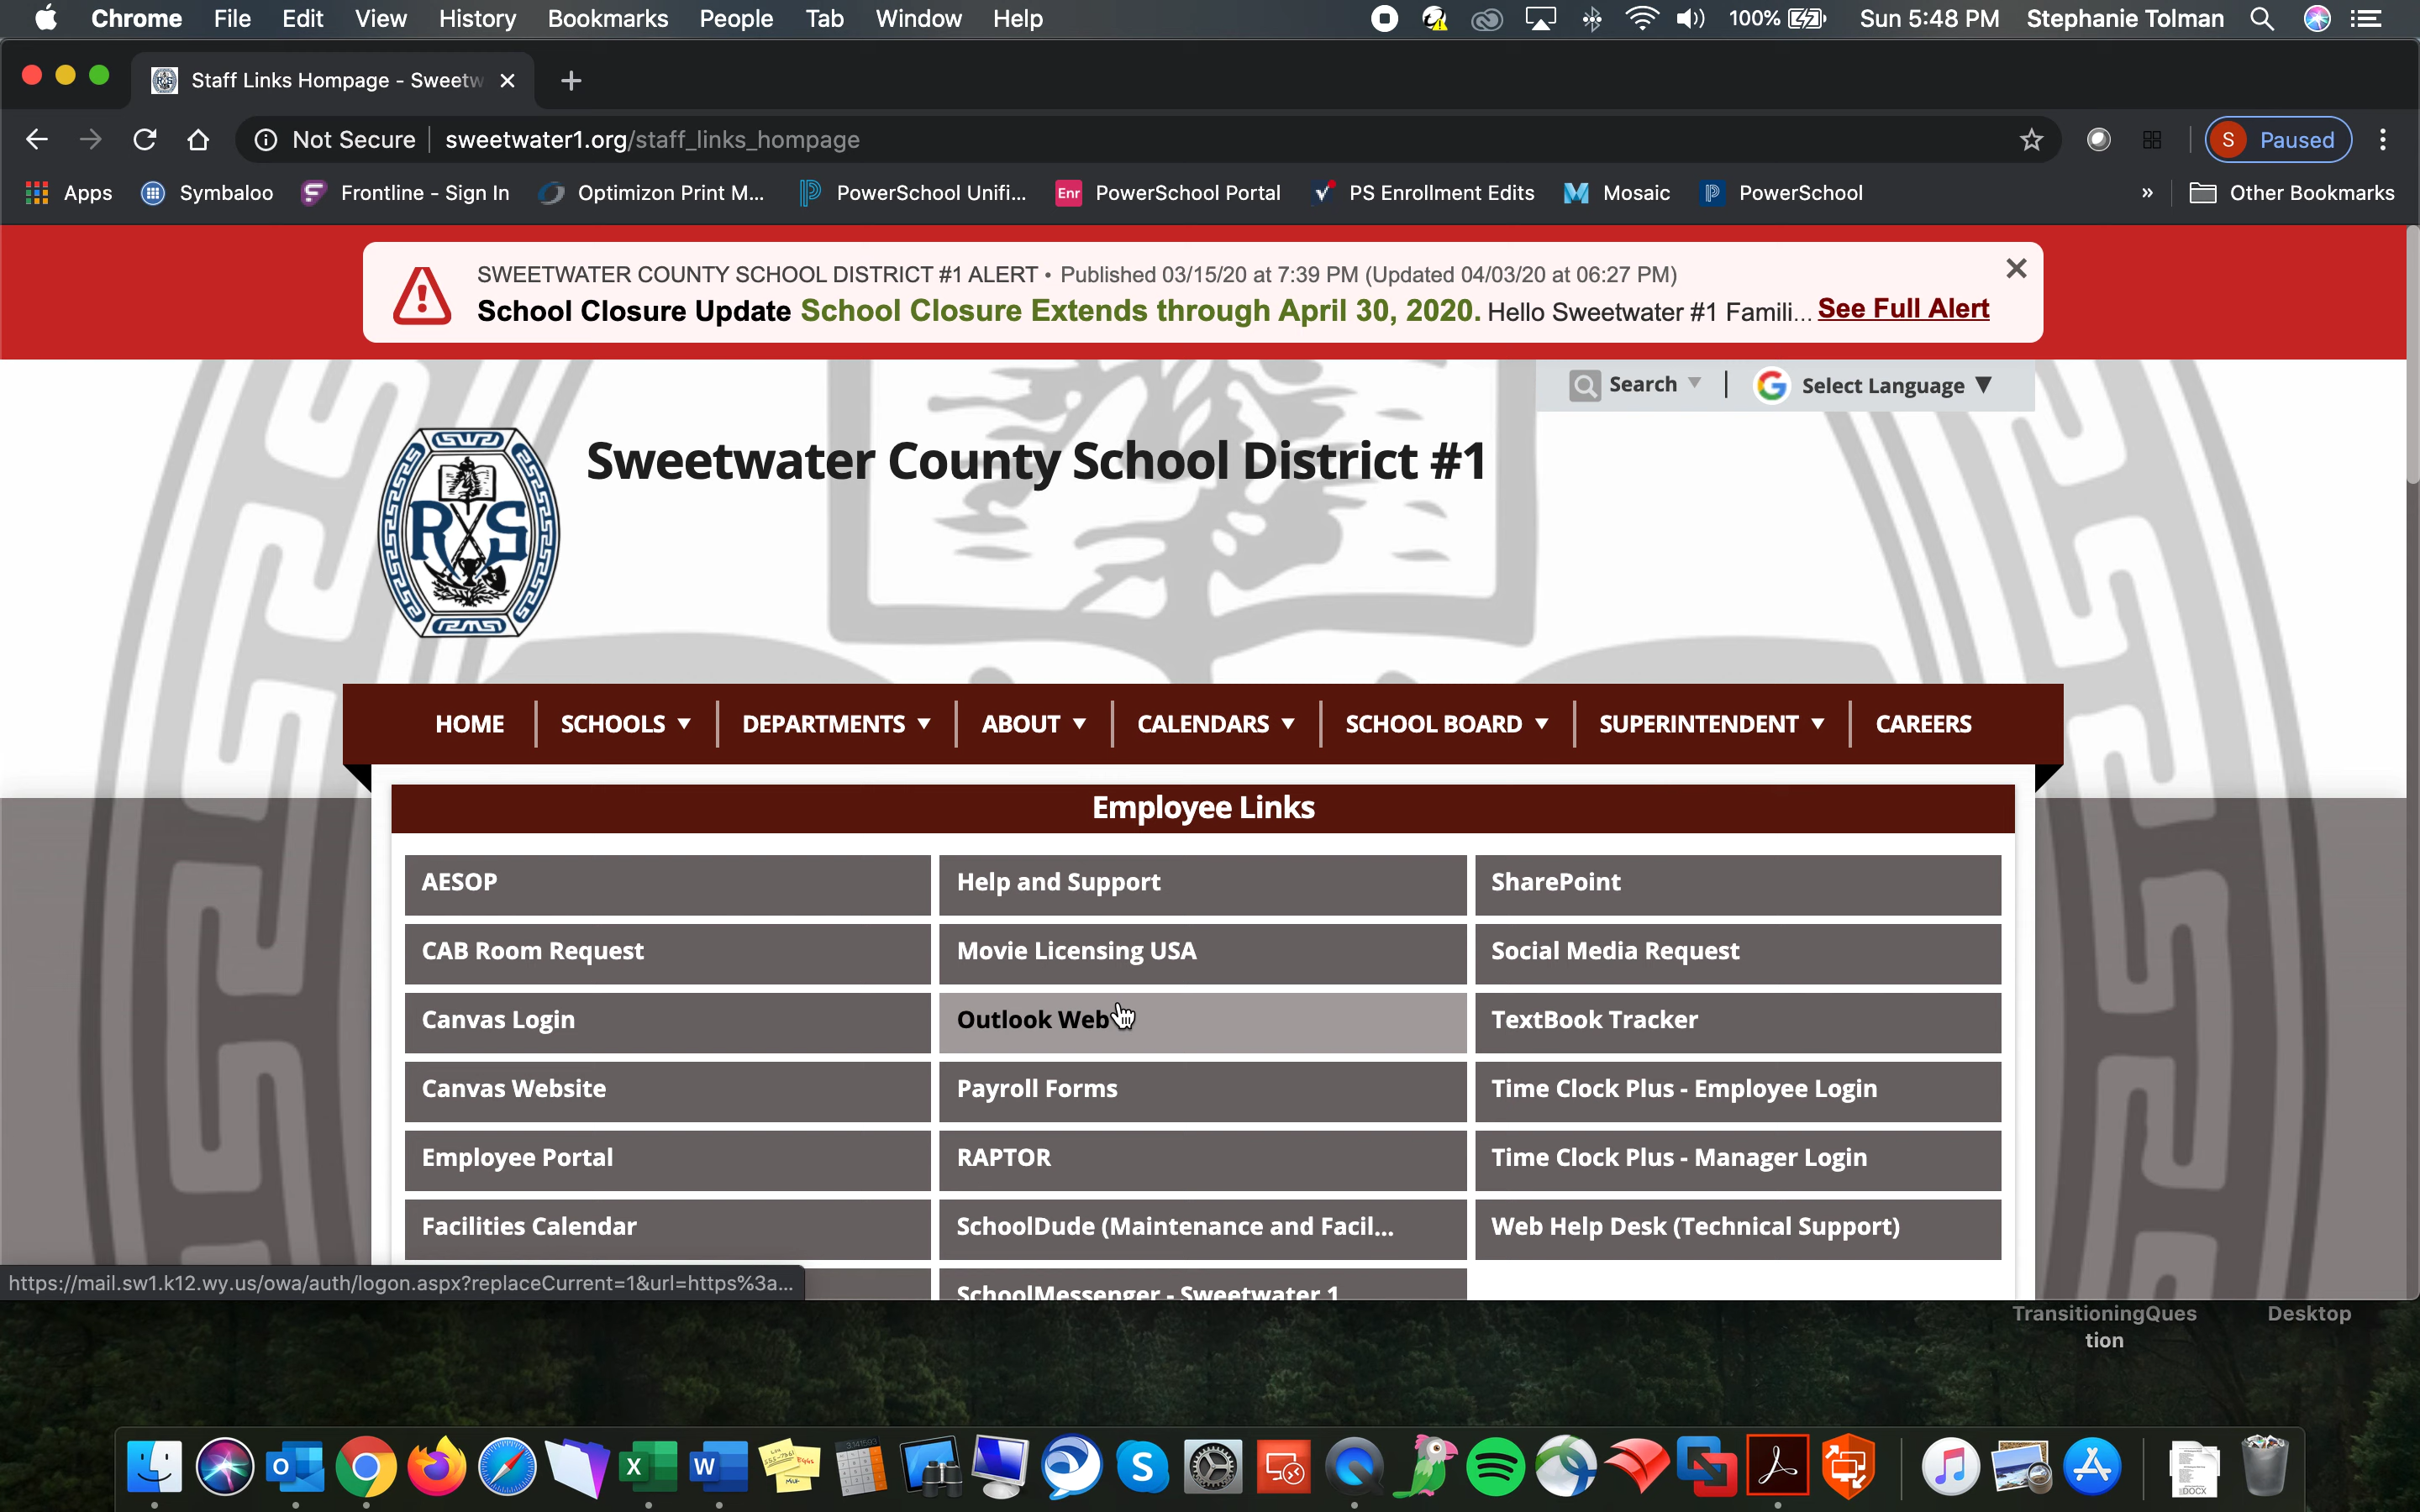 Chrome File Edit View History Bookmarks People Tab Window Help 100% Sun 5:48 PM Stephanie Tolman
Staff Links Hompage - Sweetw
Not Secure sweetwater1.org/staff_links_hompage S Paused
Apps Symbaloo Frontline - Sign In Optimizon Print M... PowerSchool Unifi... Enr PowerSchool Portal PS Enrollment Edits Mosaic PowerSchool » Other Bookmarks
SWEETWATER COUNTY SCHOOL DISTRICT #1 ALERT • Published 03/15/20 at 7:39 PM (Updated 04/03/20 at 06:27 PM)
School Closure Update School Closure Extends through April 30, 2020. Hello Sweetwater #1 Famili... See Full Alert
Search Select Language
Sweetwater County School District #1
RS
HOME SCHOOLS DEPARTMENTS ABOUT CALENDARS SCHOOL BOARD SUPERINTENDENT CAREERS
Employee Links
AESOP Help and Support SharePoint
CAB Room Request Movie Licensing USA Social Media Request
Canvas Login Outlook Web TextBook Tracker
Canvas Website Payroll Forms Time Clock Plus - Employee Login
Employee Portal RAPTOR Time Clock Plus - Manager Login
Facilities Calendar SchoolDude (Maintenance and Facil... Web Help Desk (Technical Support)
https://mail.sw1.k12.wy.us/owa/auth/logon.aspx?replaceCurrent=1&url=https%3a...
SchoolMessenger - Sweetwater 1
TransitioningQues
tion
Desktop
DOCX